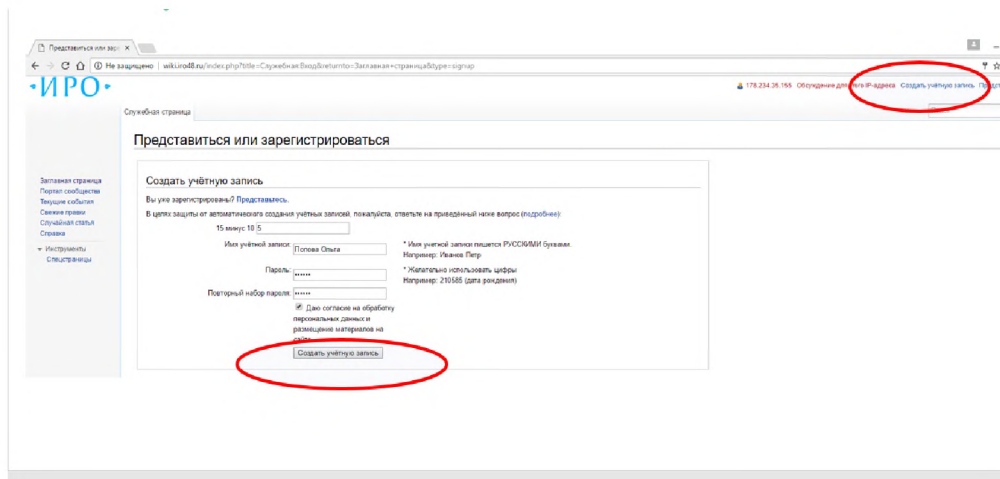 Представиться или заре
Не защищено | wiki.iro48.ru/index.php?title=Служебная:Вход&returnto=Заглавная+страница&type=signup
•ИРО•
178.234.35.155 Обсуждение для этого IP-адреса Создать учётную запись Предст
Служебная страница
Представиться или зарегистрироваться
Заглавная страница
Портал сообщества
Текущие события
Свежие правки
Случайная статья
Справка
Инструменты
Спецстраницы
Создать учётную запись
Вы уже зарегистрированы? Представьтесь.
В целях защиты от автоматического создания учётных записей, пожалуйста, ответьте на приведённый ниже вопрос (подробнее):
15 минус 10 5
Имя учётной записи: Попова Ольга
* Имя учетной записи пишется РУССКИМИ буквами.
Например: Иванов Петр
Пароль: ••••••
* Желательно использовать цифры
Например: 210585 (дата рождения)
Повторный набор пароля: ••••••
Даю согласие на обработку
персональных данных и
размещение материалов на
сайте
Создать учётную запись